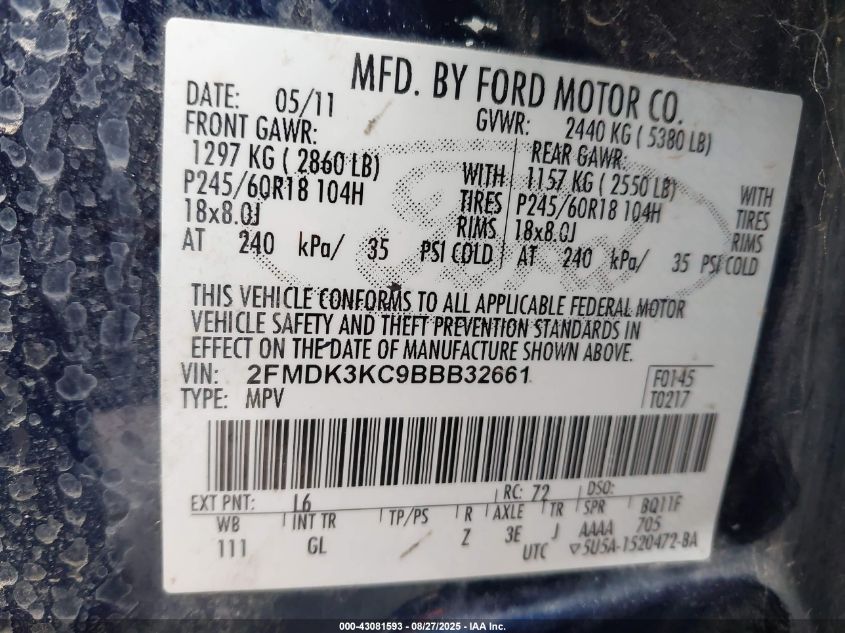 MFD. BY FORD MOTOR CO.
DATE: 05/11 GVWR: 2440 KG ( 5380 LB)
FRONT GAWR: REAR GAWR:
1297 KG ( 2860 LB) WITH 1157 KG ( 2550 LB) WITH
P245/60R18 104H TIRES P245/60R18 104H TIRES
18x8.0J RIMS 18x8.0J RIMS
AT 240 kPa/ 35 PSI COLD AT 240 kPa/ 35 PSI COLD
THIS VEHICLE CONFORMS TO ALL APPLICABLE FEDERAL MOTOR
VEHICLE SAFETY AND THEFT PREVENTION STANDARDS IN
EFFECT ON THE DATE OF MANUFACTURE SHOWN ABOVE.
VIN: 2FMDK3KC9BBB32661 F0145
TYPE: MPV T0217
EXT PNT: L6 RC: 72 DSO: BQ11F
WB INT TR TP/PS R AXLE TR SPR 705
111 GL Z 3E J AAAA
UTC ▽5U5A-1520472-BA
000-43081593 - 08/27/2025 - IAA Inc.